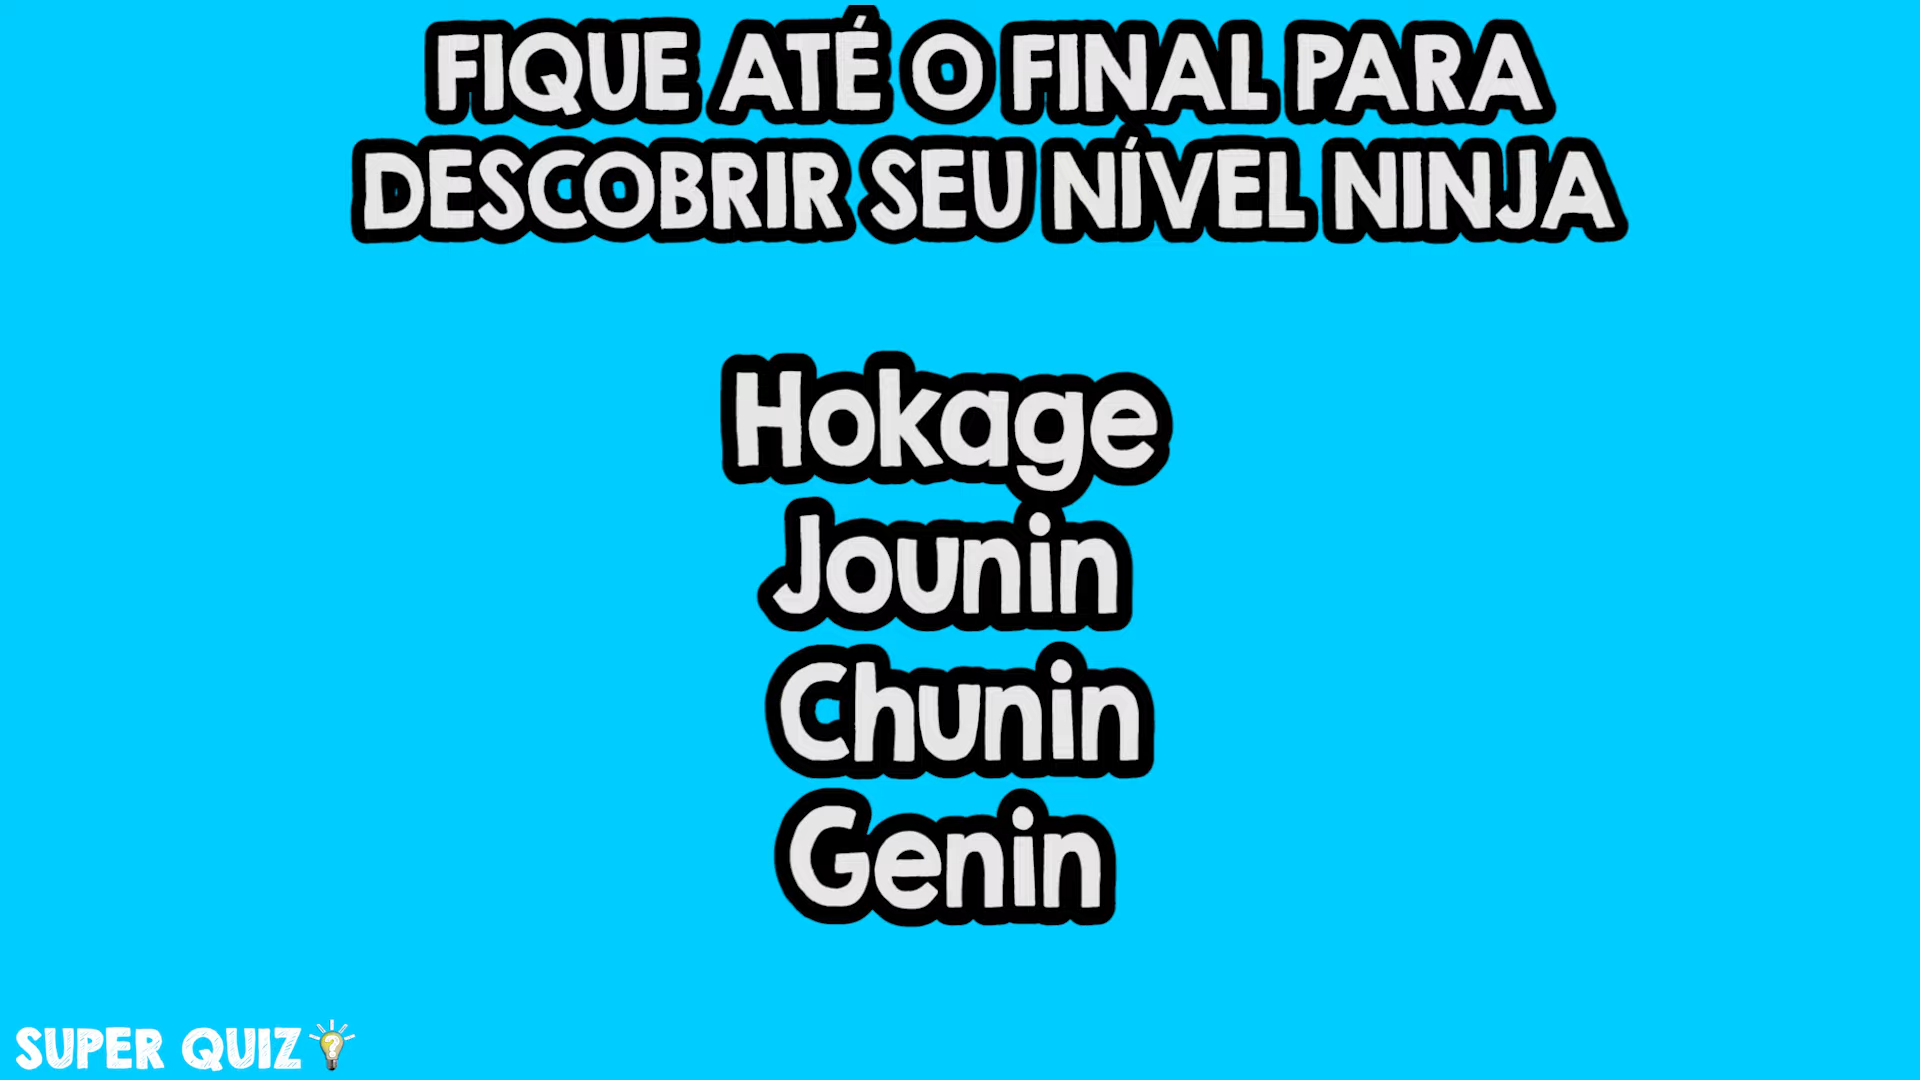 FIQUE ATÉ O FINAL PARA
DESCOBRIR SEU NÍVEL NINJA
Hokage
Jounin
Chunin
Genin
SUPER QUIZ